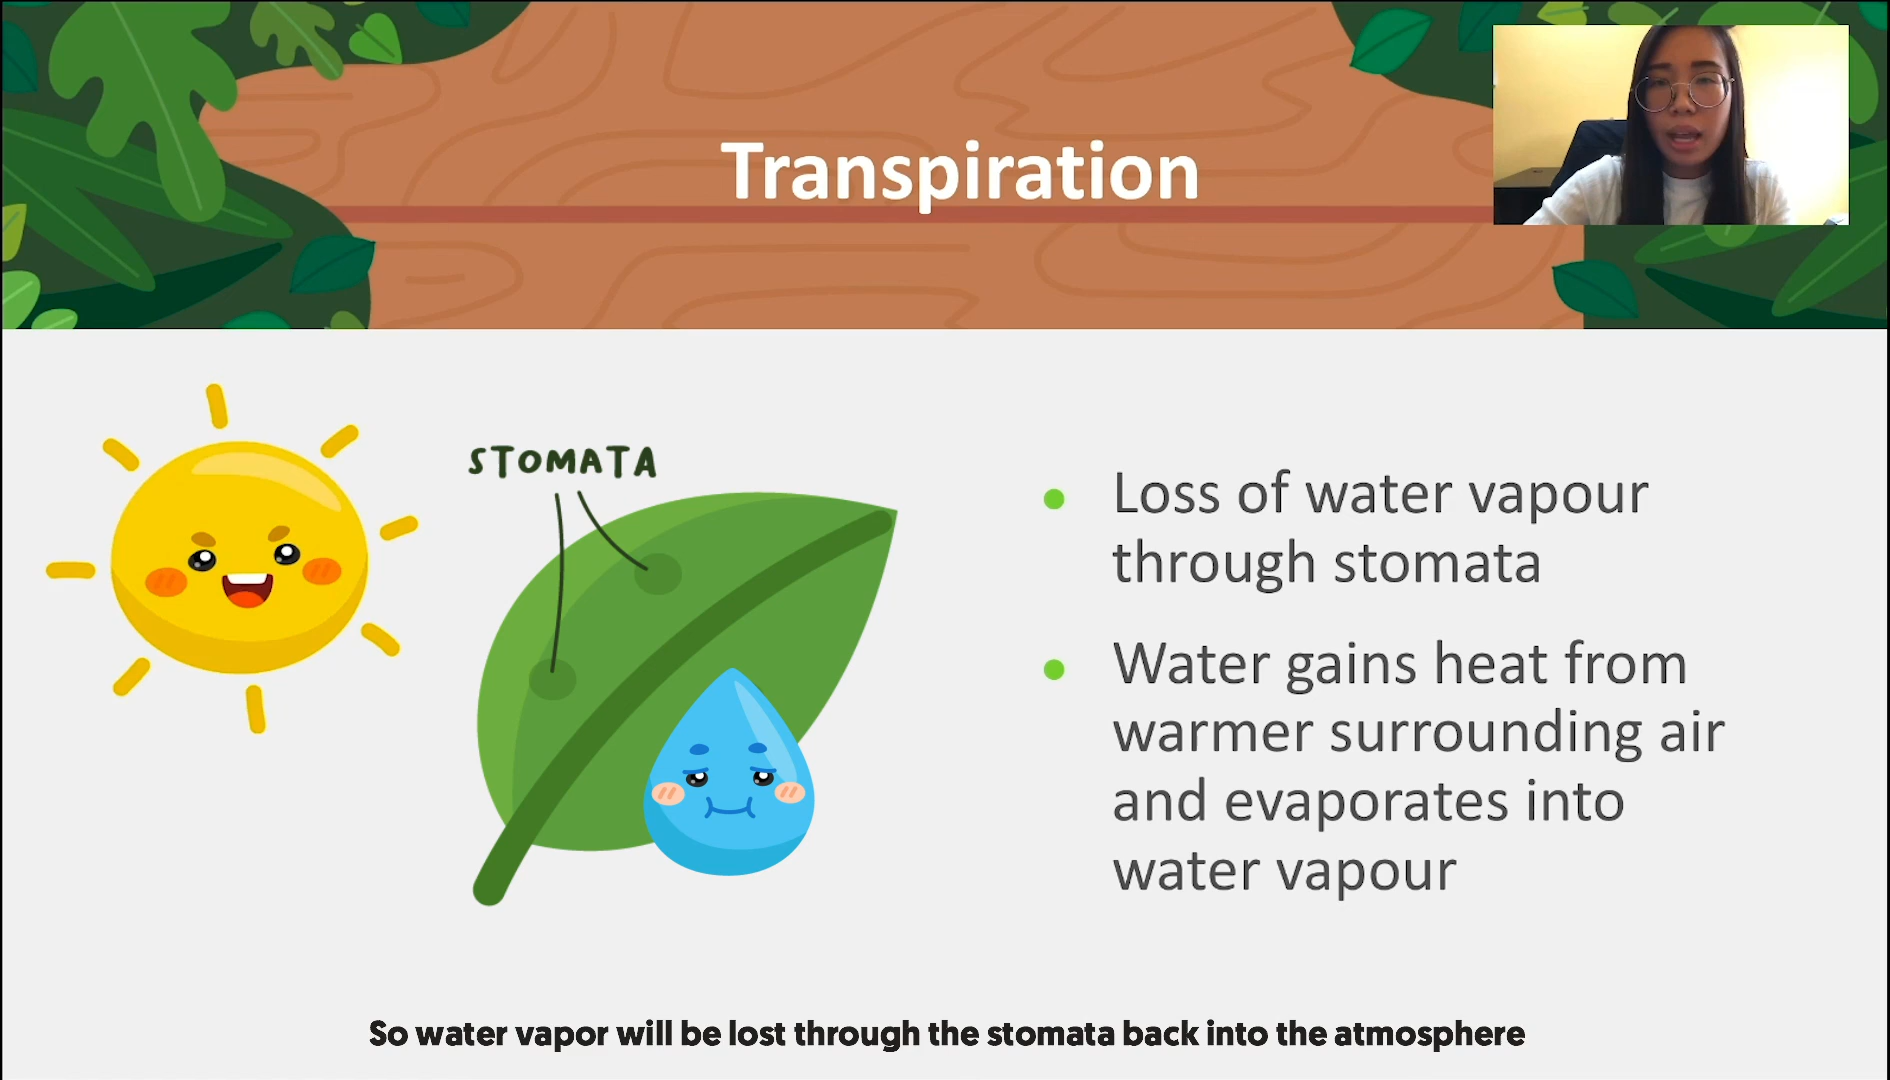 Transpiration
STOMATA
Loss of water vapour
through stomata
Water gains heat from
warmer surrounding air
and evaporates into
water vapour
So water vapor will be lost through the stomata back into the atmosphere